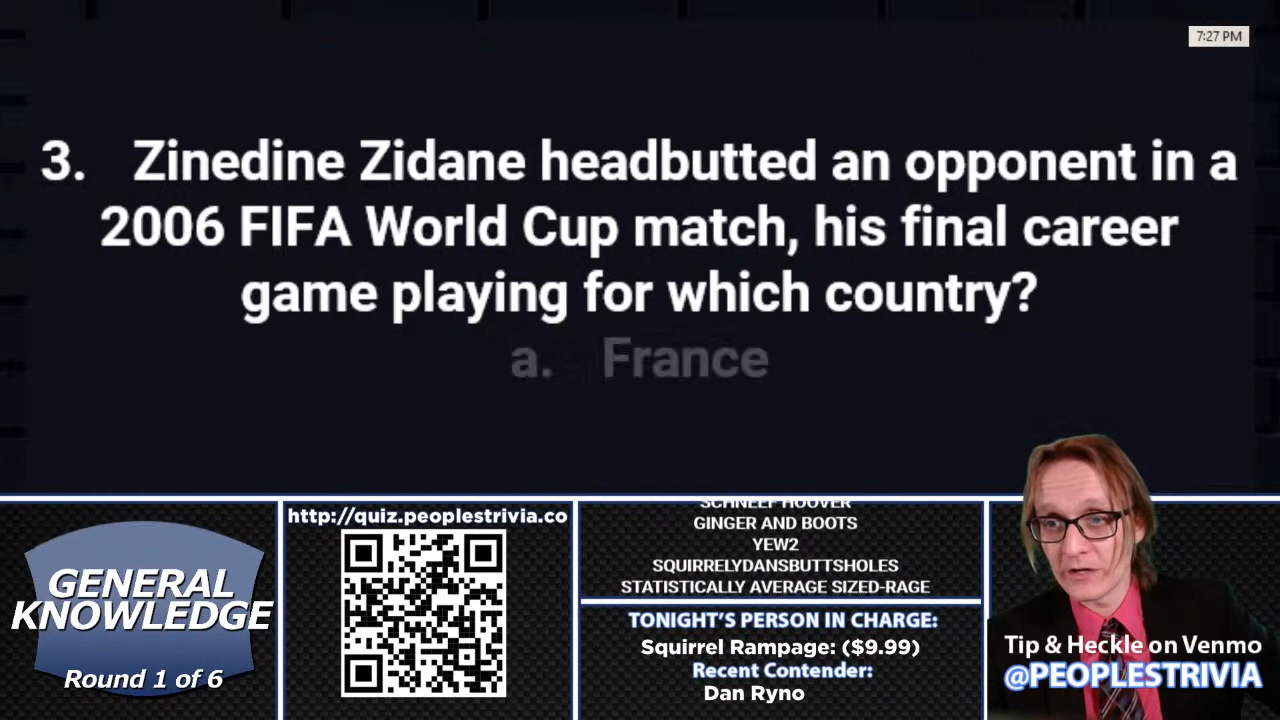 7:27 PM
3. Zinedine Zidane headbutted an opponent in a
2006 FIFA World Cup match, his final career
game playing for which country?
a. France
GENERAL
KNOWLEDGE
Round 1 of 6
http://quiz.peoplestrivia.co
SCHNEEF HOOVER
GINGER AND BOOTS
YEW2
SQUIRRELYDANSBUTTSHOLES
STATISTICALLY AVERAGE SIZED-RAGE
TONIGHT'S PERSON IN CHARGE:
Squirrel Rampage: ($9.99)
Recent Contender:
Dan Ryno
Tip & Heckle on Venmo
@PEOPLESTRIVIA